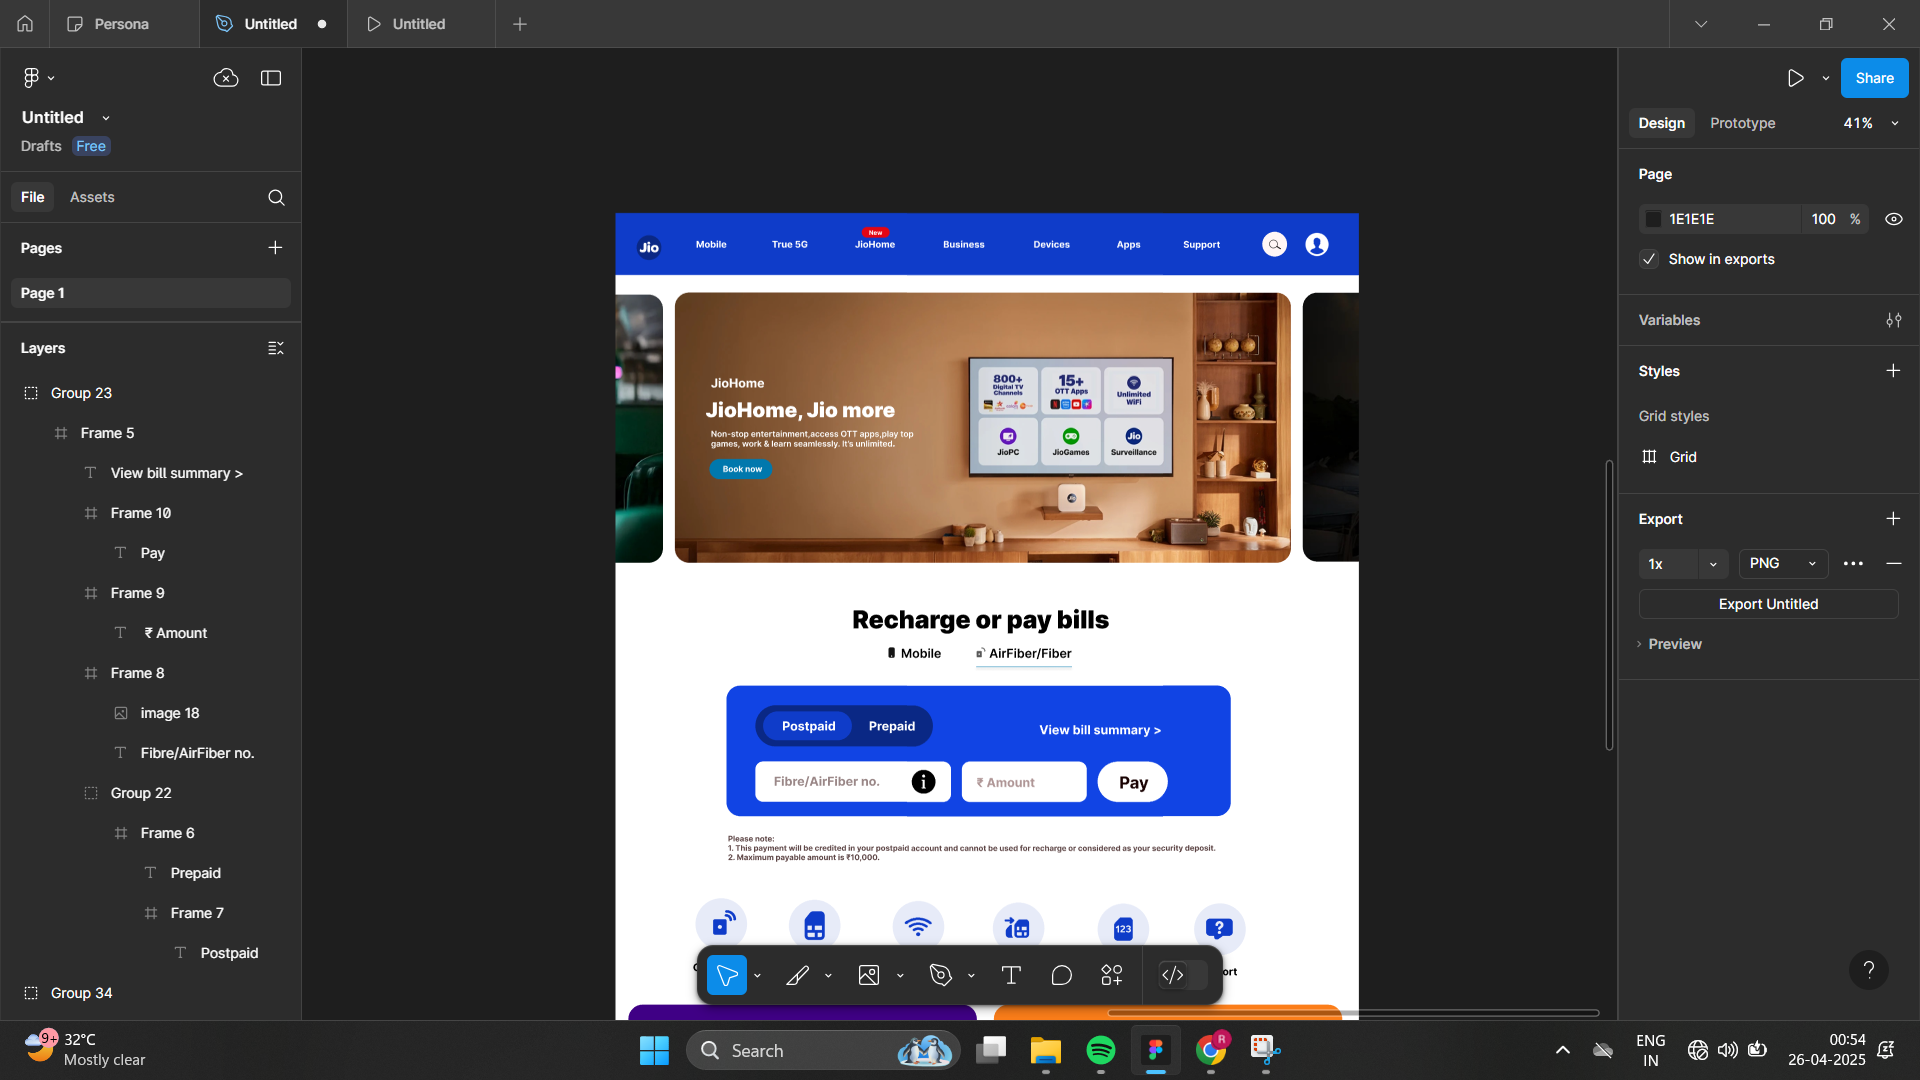 Persona
Untitled
Untitled
Untitled
Drafts
Free
File
Assets
Pages
Page 1
Layers
Group 23
Frame 5
View bill summary >
Frame 10
Pay
Frame 9
₹ Amount
Frame 8
image 18
Fibre/AirFiber no.
Group 22
Frame 6
Prepaid
Frame 7
Postpaid
Group 34
Jio
Mobile
True 5G
New
JioHome
Business
Devices
Apps
Support
JioHome
JioHome, Jio more
Non-stop entertainment,access OTT apps,play top
games, work & learn seamlessly. It's unlimited.
Book now
800+
Digital TV
Channels
15+
OTT Apps
Unlimited
WiFi
JioPC
JioGames
Jio
Surveillance
Jio
Recharge or pay bills
Mobile
AirFiber/Fiber
Postpaid
Prepaid
View bill summary >
Fibre/AirFiber no.
i
₹ Amount
Pay
Please note:
1. This payment will be credited in your postpaid account and cannot be used for recharge or considered as your security deposit.
2. Maximum payable amount is ₹10,000.
123
?
ort
Share
Design
Prototype
41%
Page
1E1E1E
100
%
Show in exports
Variables
Styles
Grid styles
Grid
Export
1x
PNG
Export Untitled
Preview
?
9+
32°C
Mostly clear
Search
R
ENG
IN
00:54
26-04-2025